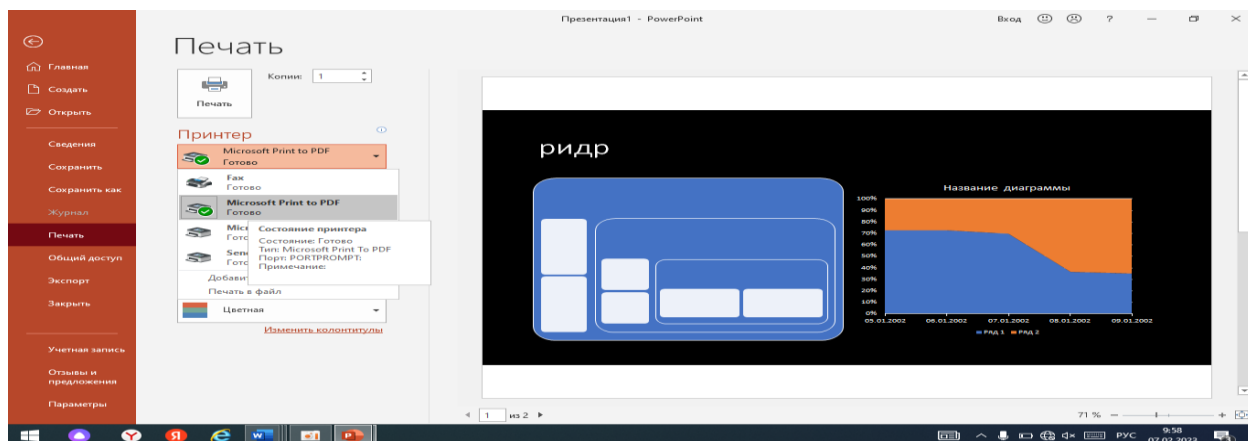 Презентация1 - PowerPoint
Вход
?
Печать
Главная
Создать
Открыть
Сведения
Сохранить
Сохранить как
Журнал
Печать
Общий доступ
Экспорт
Закрыть
Учетная запись
Отзывы и
предложения
Параметры
Копии: 1
Печать
Принтер
Microsoft Print to PDF
Готово
Fax
Готово
Microsoft Print to PDF
Готово
Состояние принтера
Состояние: Готово
Тип: Microsoft Print To PDF
Порт: PORTPROMPT:
Примечание:
Печать в файл
Цветная
Изменить колонтитулы
ридр
Название диаграммы
100%
90%
80%
70%
60%
50%
40%
30%
20%
10%
0%
05.01.2002 06.01.2002 07.01.2002 08.01.2002 09.01.2002
Ряд 1 Ряд 2
1 из 2
71 %
РУС
9:58
07.02.2023